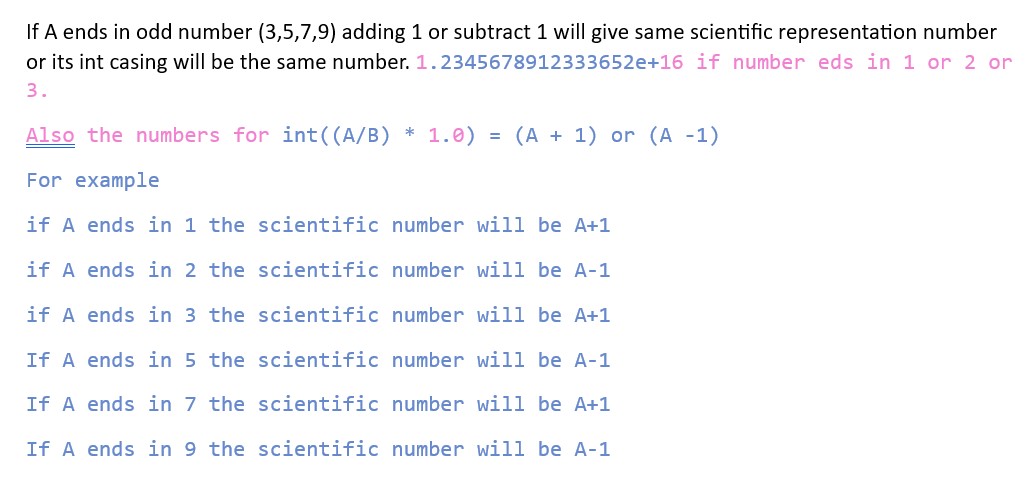 If A ends in odd number (3,5,7,9) adding 1 or subtract 1 will give same scientific representation number
or its int casing will be the same number. 1.2345678912333652e+16 if number eds in 1 or 2 or
3.
Also the numbers for int((A/B) * 1.0) = (A + 1) or (A -1)
For example
if A ends in 1 the scientific number will be A+1
if A ends in 2 the scientific number will be A-1
if A ends in 3 the scientific number will be A+1
If A ends in 5 the scientific number will be A-1
If A ends in 7 the scientific number will be A+1
If A ends in 9 the scientific number will be A-1